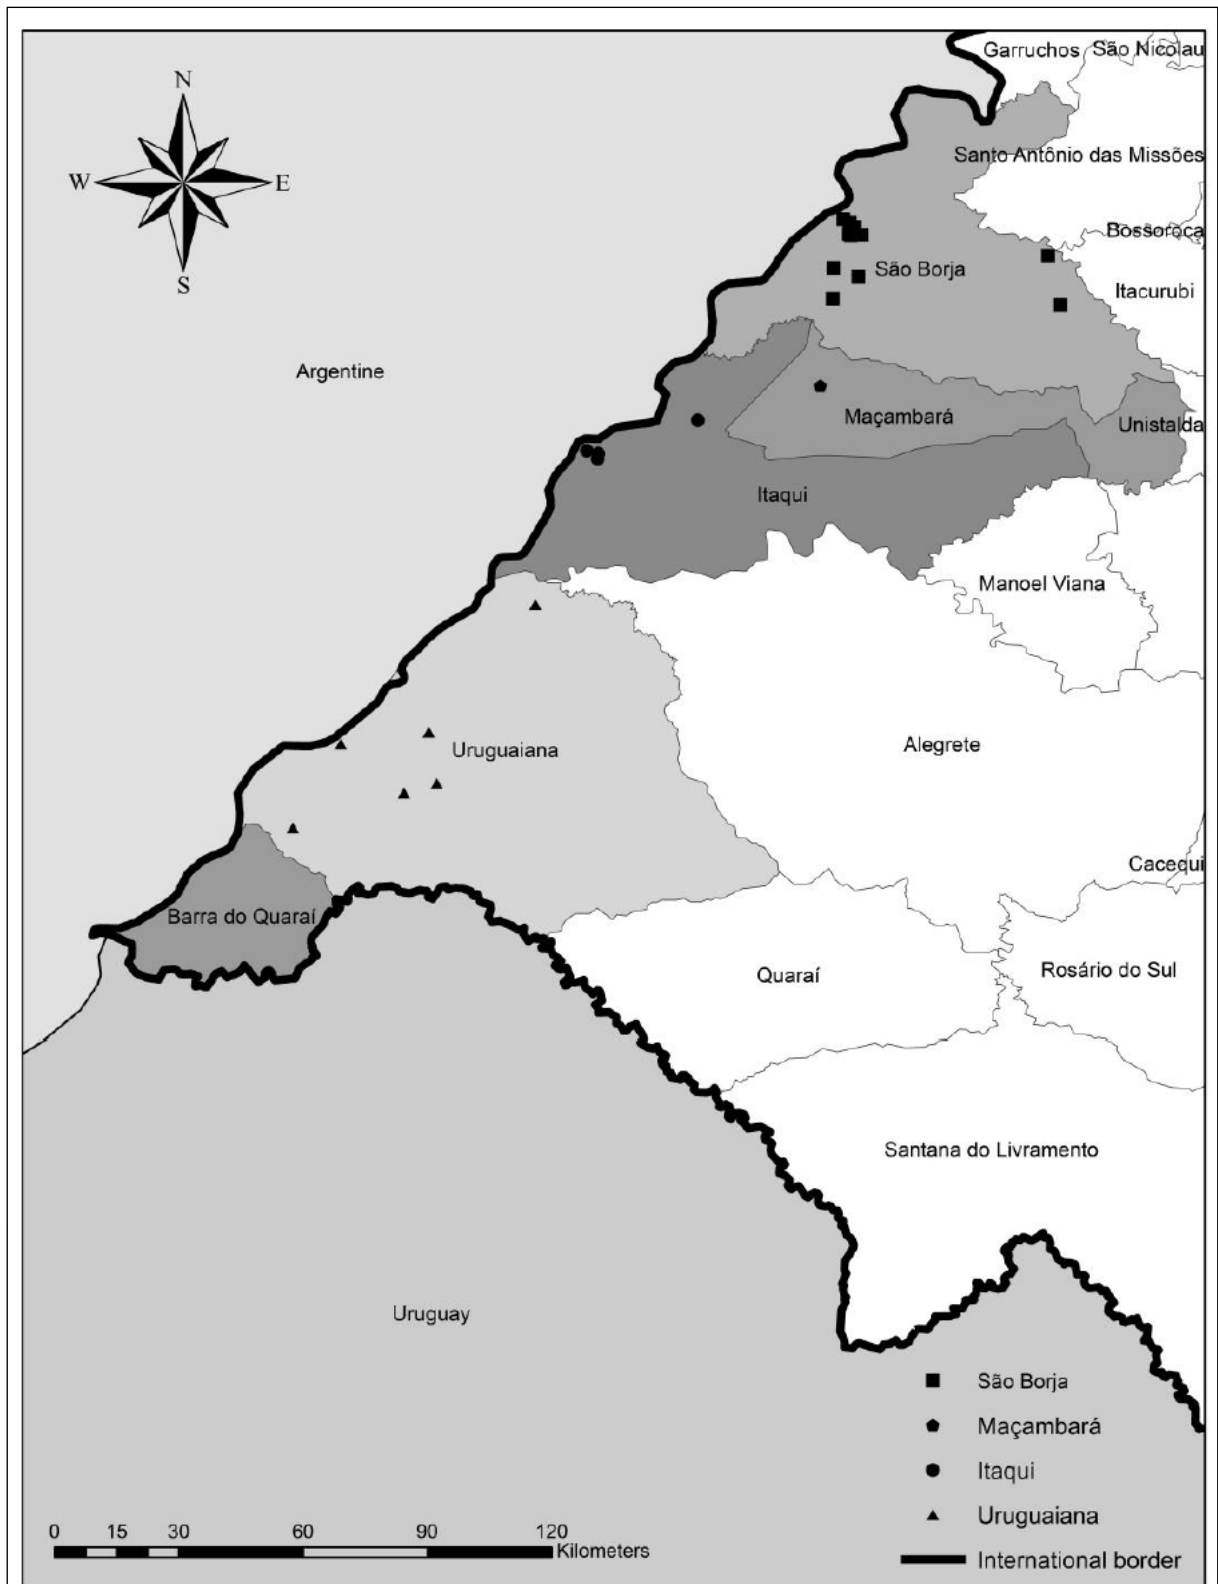 Garruchos São Nicolau
N
Santo Antônio das Missões
W E
Bossoroca
São Borja
S
Itacurubi
Argentine
Maçambará
Unistalda
Itaqui
Manoel Viana
Uruguaiana
Alegrete
Cacequi
Barra do Quaraí
Quaraí
Rosário do Sul
Santana do Livramento
Uruguay
São Borja
Maçambará
Itaqui
Uruguaiana
International border
0 15 30 60 90 120
Kilometers